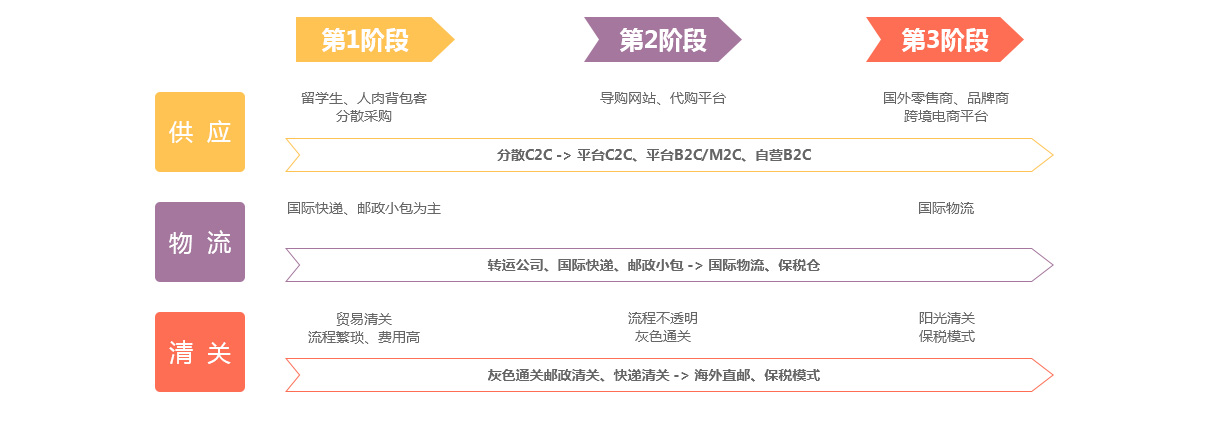 第1阶段
第2阶段
第3阶段
供应
留学生、人肉背包客
分散采购
导购网站、代购平台
国外零售商、品牌商
跨境电商平台
分散C2C -> 平台C2C、平台B2C/M2C、自营B2C
物流
国际快递、邮政小包为主
国际物流
转运公司、国际快递、邮政小包 -> 国际物流、保税仓
清关
贸易清关
流程繁琐、费用高
流程不透明
灰色通关
阳光清关
保税模式
灰色通关邮政清关、快递清关 -> 海外直邮、保税模式